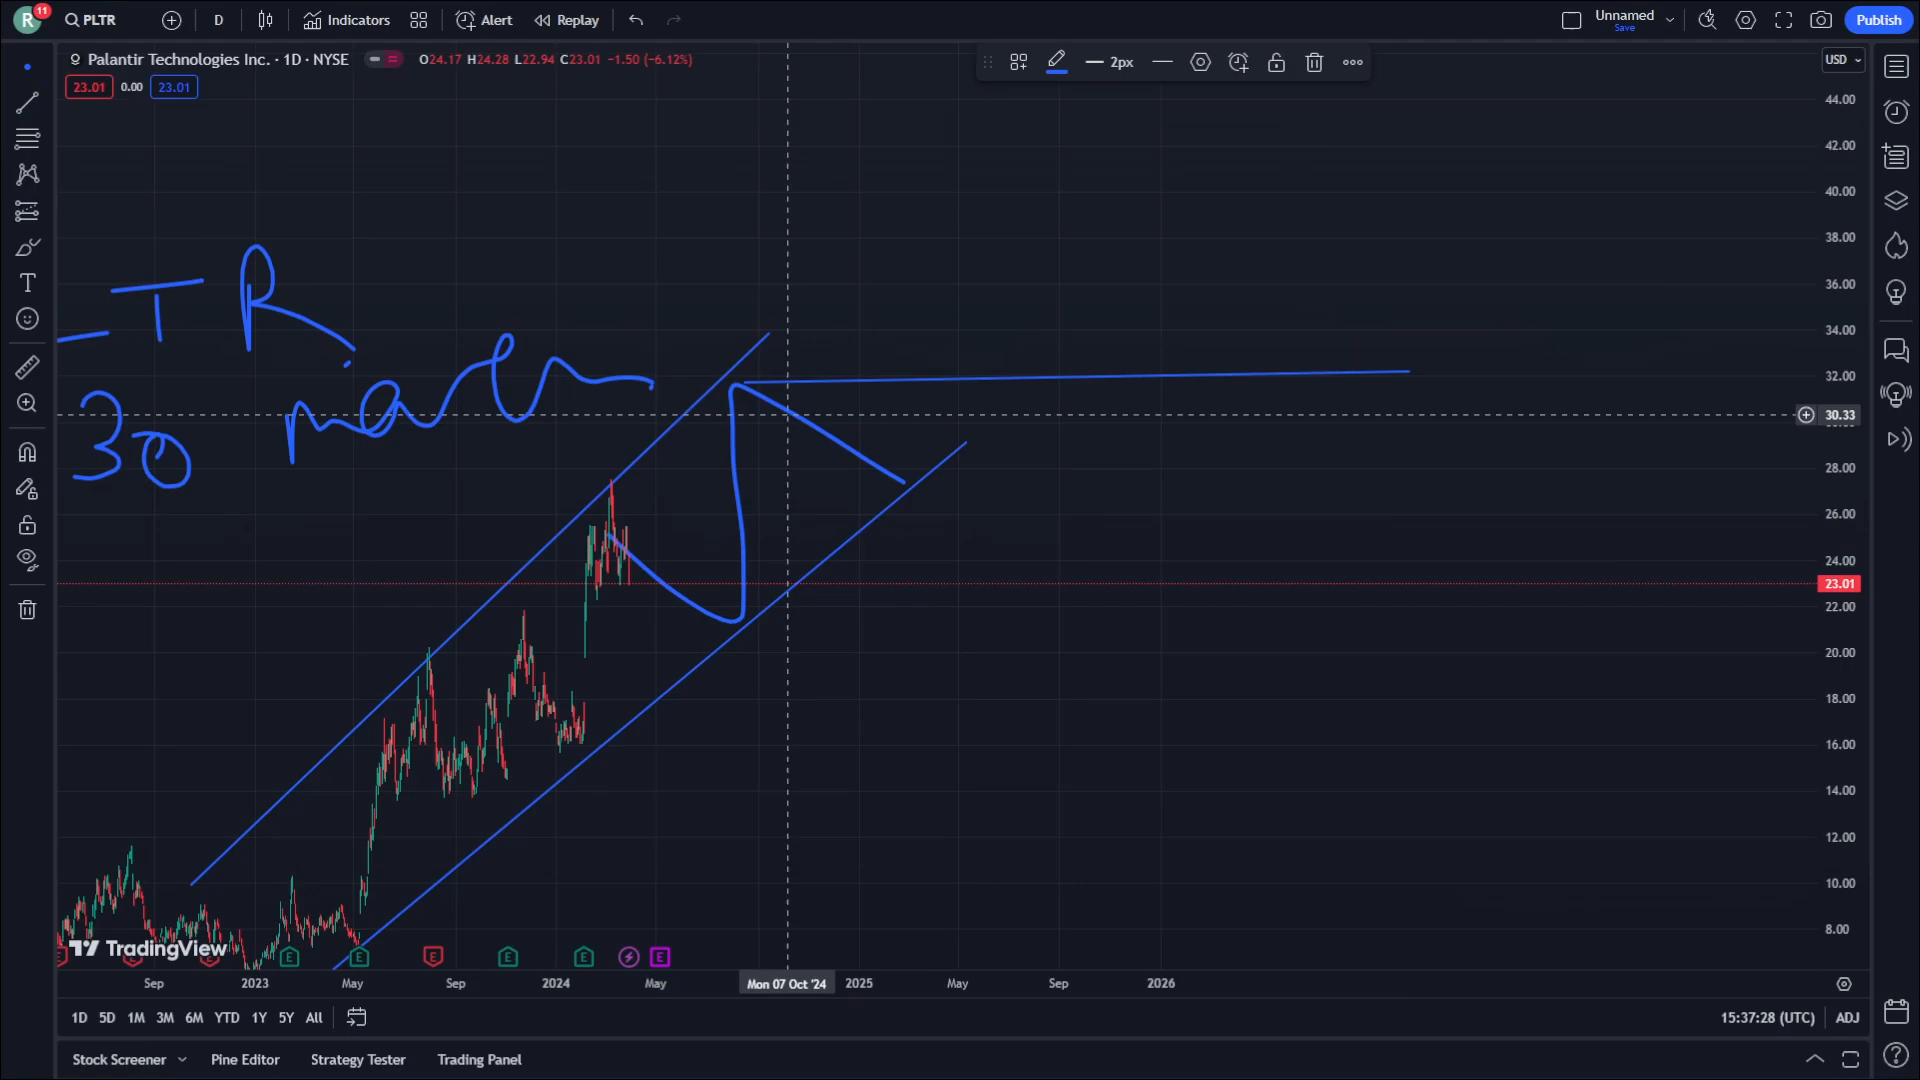 R 11 PLTR D Indicators Alert Replay Unnamed Save Publish
Palantir Technologies Inc. · 1D · NYSE O24.17 H24.28 L22.94 C23.01 −1.50 (−6.12%)
23.01 0.00 23.01
2px
USD
44.00
42.00
40.00
38.00
36.00
34.00
32.00
30.33
28.00
26.00
24.00
23.01
22.00
20.00
18.00
16.00
14.00
12.00
10.00
8.00
TR
30
TradingView
E E E E E E E E
Sep 2023 May Sep 2024 May Mon 07 Oct '24 2025 May Sep 2026
1D 5D 1M 3M 6M YTD 1Y 5Y All 15:37:28 (UTC) ADJ
Stock Screener Pine Editor Strategy Tester Trading Panel